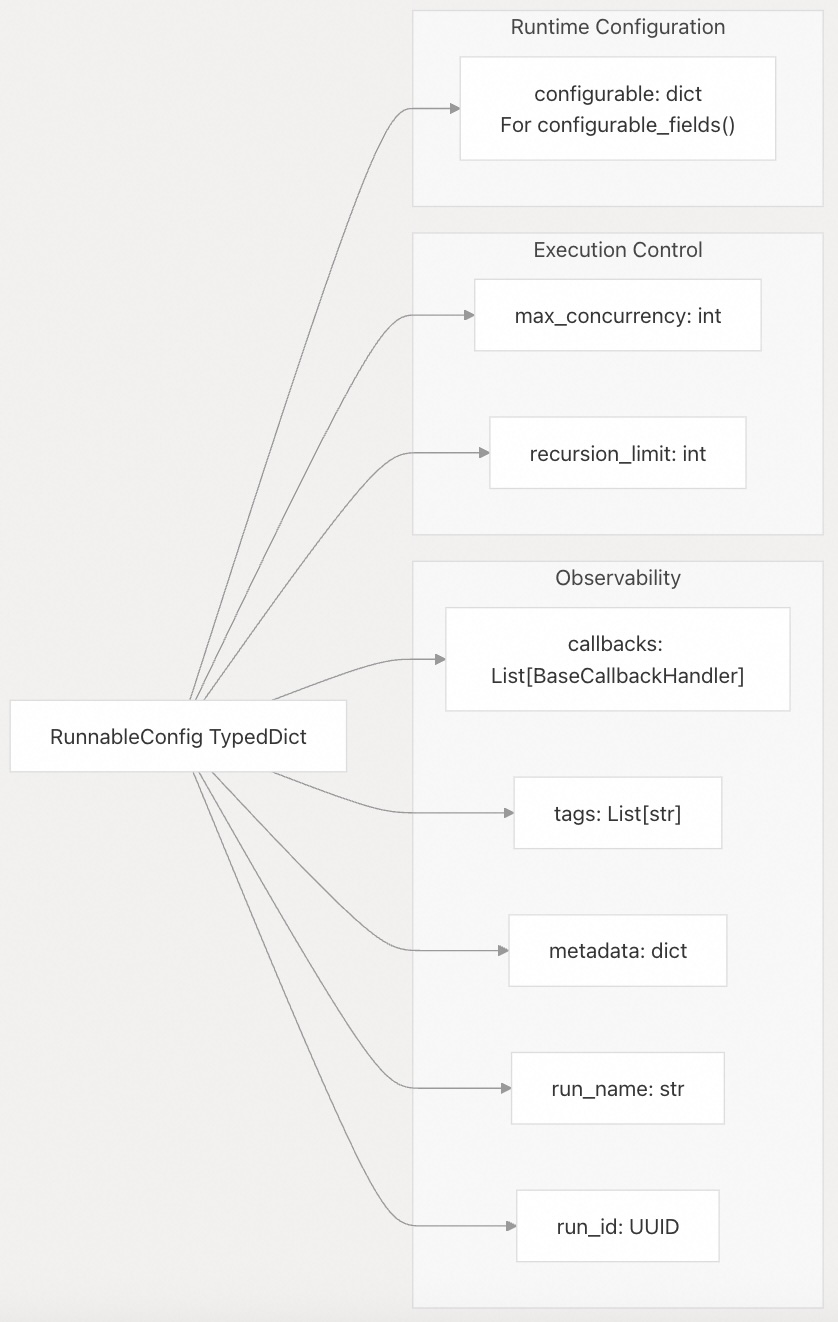 Runtime Configuration
configurable: dict
For configurable_fields()
Execution Control
max_concurrency: int
recursion_limit: int
Observability
callbacks:
List[BaseCallbackHandler]
RunnableConfig TypedDict
tags: List[str]
metadata: dict
run_name: str
run_id: UUID